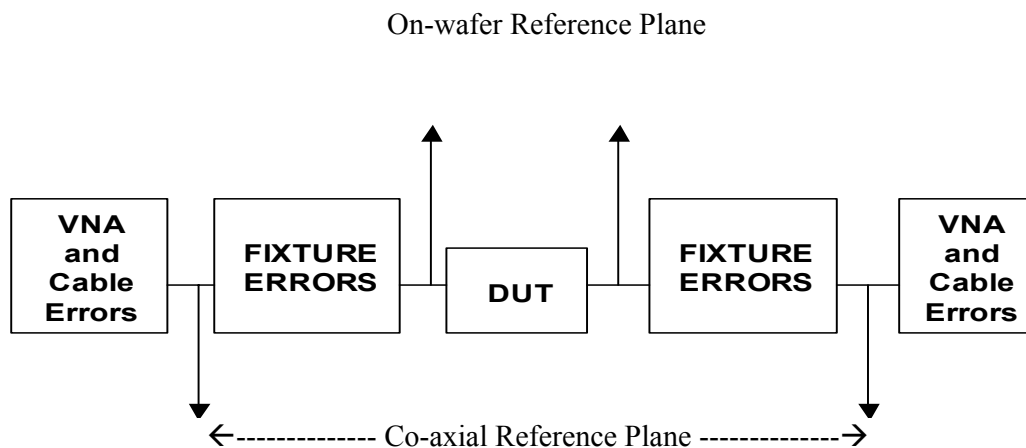 On-wafer Reference Plane
VNA
and
Cable
Errors
FIXTURE
ERRORS
DUT
FIXTURE
ERRORS
VNA
and
Cable
Errors
←------------- Co-axial Reference Plane -------------→